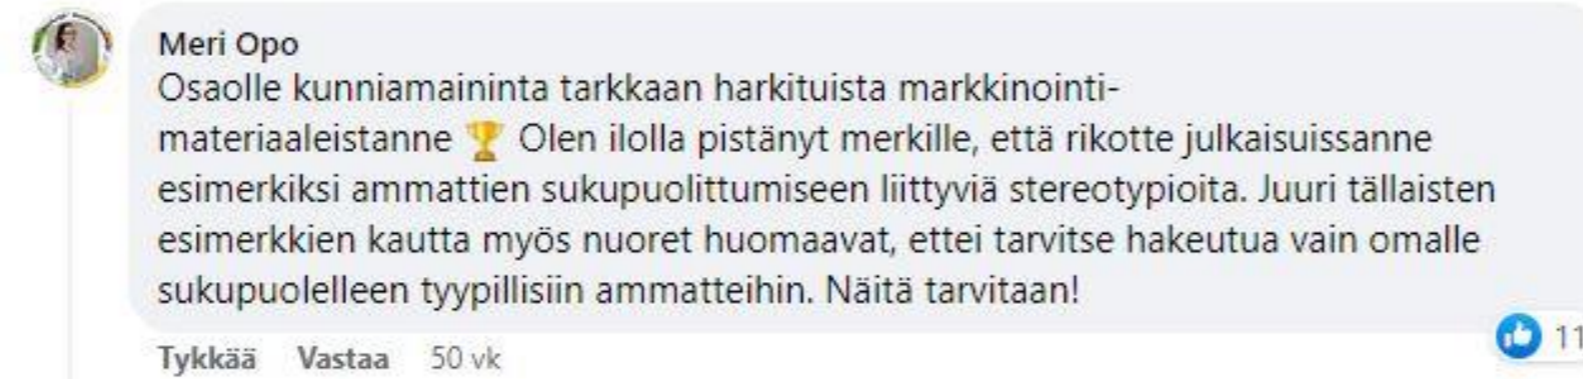 Meri Opo
Osaolle kunniamaininta tarkkaan harkituista markkinointi-
materiaaleistanne 🏆 Olen ilolla pistänyt merkille, että rikotte julkaisuissanne
esimerkiksi ammattien sukupuolittumiseen liittyviä stereotypioita. Juuri tällaisten
esimerkkien kautta myös nuoret huomaavat, ettei tarvitse hakeutua vain omalle
sukupuolelleen tyypillisiin ammatteihin. Näitä tarvitaan!
11
Tykkää Vastaa 50 vk